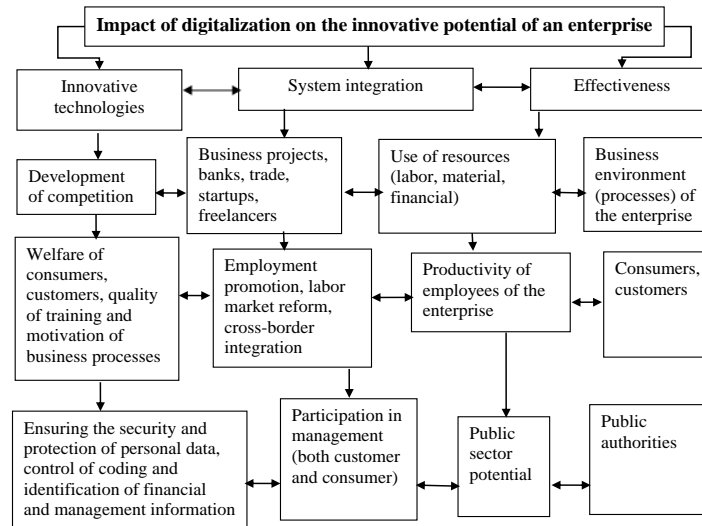 Impact of digitalization on the innovative potential of an enterprise
Innovative
technologies
System integration
Effectiveness
Development
of competition
Business projects,
banks, trade,
startups,
freelancers
Use of resources
(labor, material,
financial)
Business
environment
(processes) of
the enterprise
Welfare of
consumers,
customers, quality
of training and
motivation of
business processes
Employment
promotion, labor
market reform,
cross-border
integration
Productivity of
employees of the
enterprise
Consumers,
customers
Ensuring the security and
protection of personal data,
control of coding and
identification of financial
and management information
Participation in
management
(both customer
and consumer)
Public
sector
potential
Public
authorities